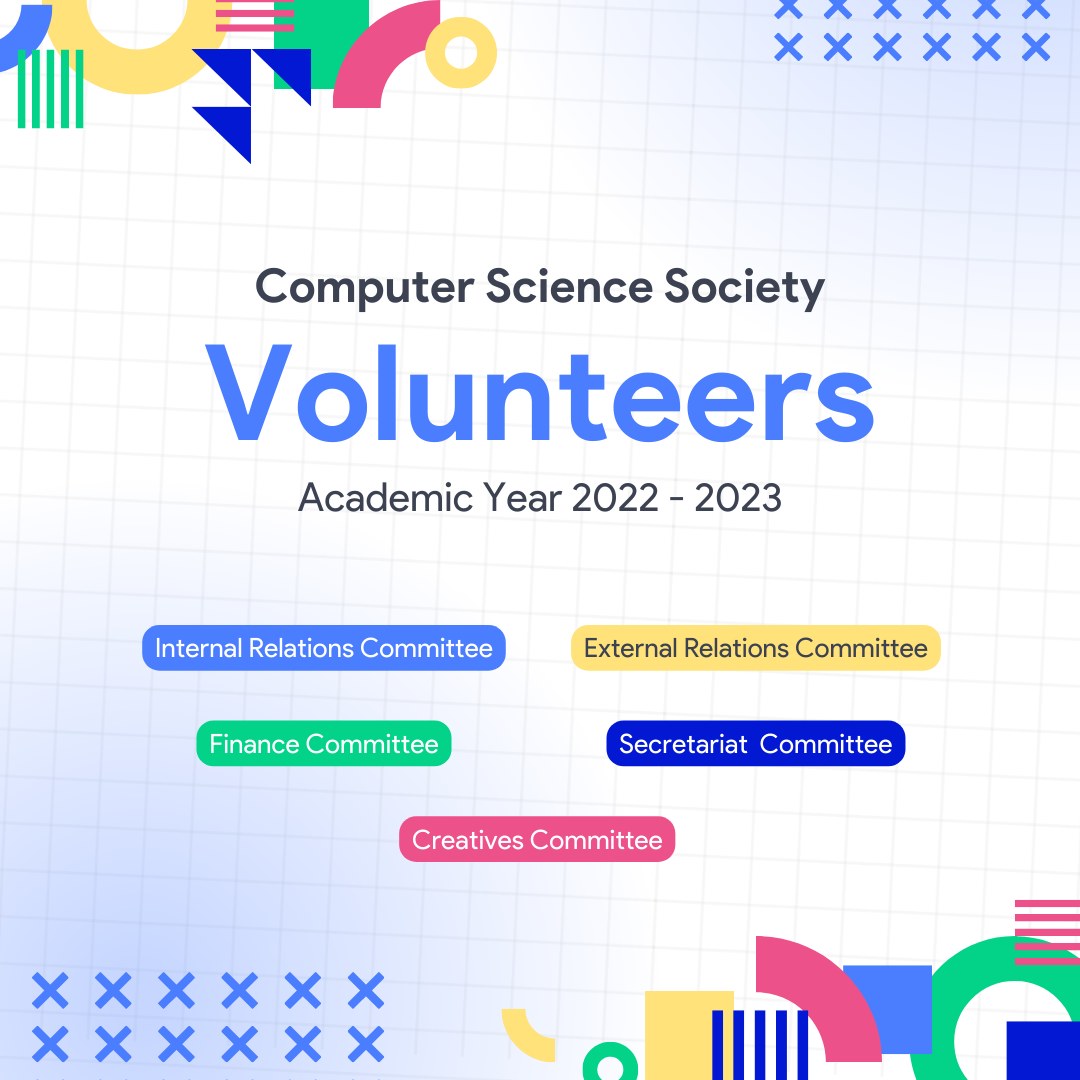 Computer Science Society
Volunteers
Academic Year 2022 - 2023
Internal Relations Committee
External Relations Committee
Finance Committee
Secretariat  Committee
Creatives Committee